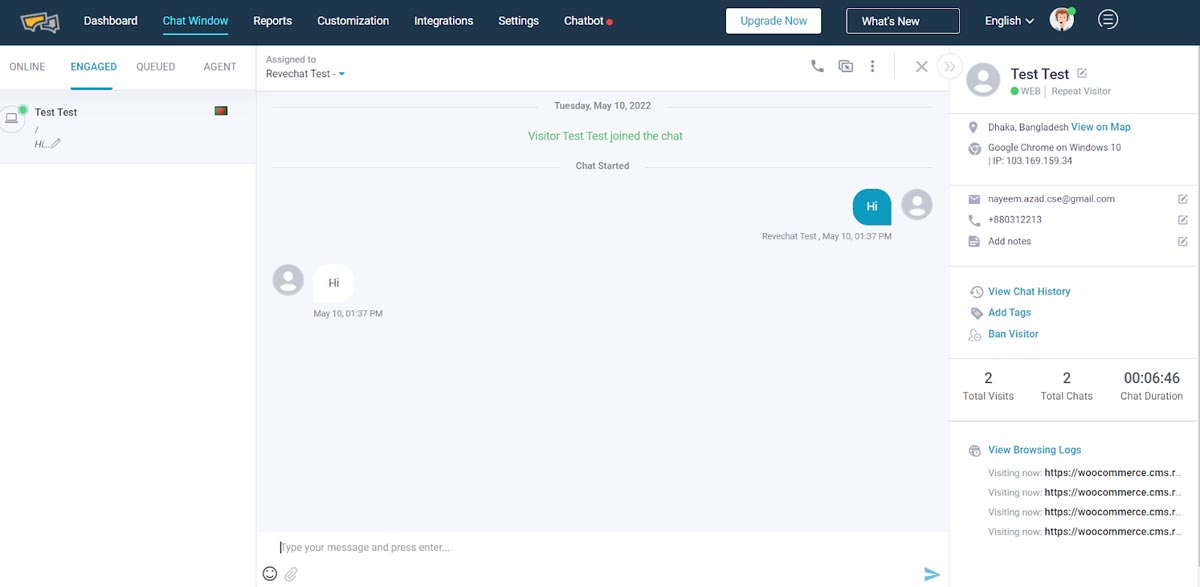 Dashboard
Chat Window
Reports
Customization
Integrations
Settings
Chatbot
Upgrade Now
What's New
English
ONLINE
ENGAGED
QUEUED
AGENT
Test Test
/
Hi...
Assigned to
Revechat Test -
Tuesday, May 10, 2022
Visitor Test Test joined the chat
Chat Started
Hi
Revechat Test , May 10, 01:37 PM
Hi
May 10, 01:37 PM
Type your message and press enter...
Test Test
WEB | Repeat Visitor
Dhaka, Bangladesh View on Map
Google Chrome on Windows 10
| IP: 103.169.159.34
nayeem.azad.cse@gmail.com
+880312213
Add notes
View Chat History
Add Tags
Ban Visitor
2
Total Visits
2
Total Chats
00:06:46
Chat Duration
View Browsing Logs
Visiting now: https://woocommerce.cms.r...
Visiting now: https://woocommerce.cms.r...
Visiting now: https://woocommerce.cms.r...
Visiting now: https://woocommerce.cms.r...